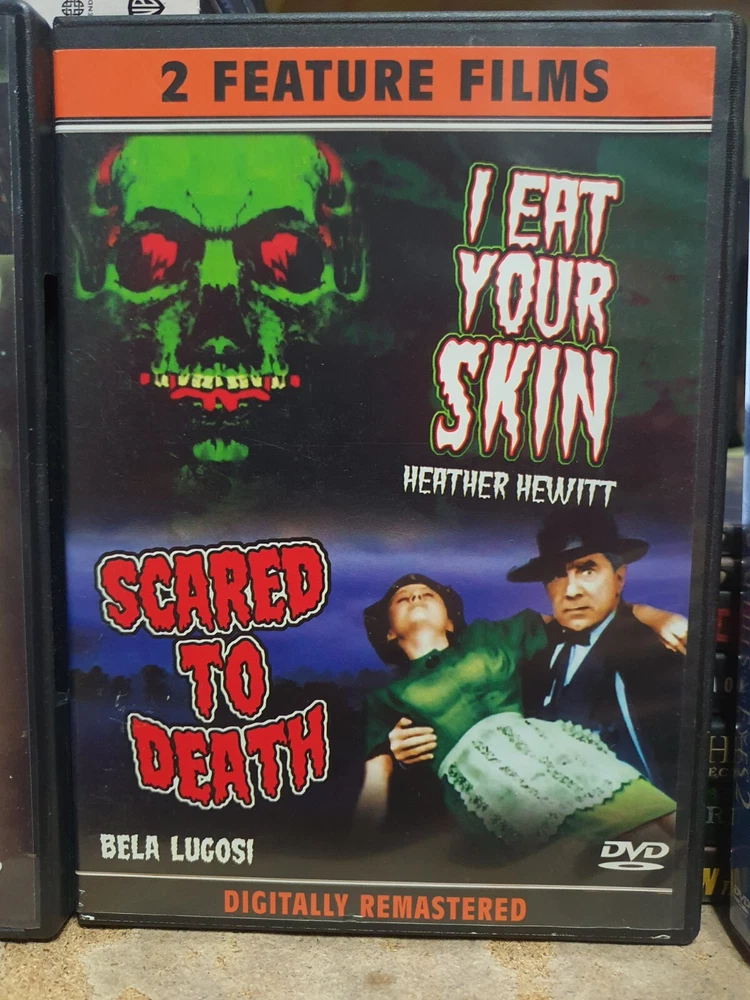 2 FEATURE FILMS
I EAT
YOUR
SKIN
HEATHER HEWITT
SCARED
TO
DEATH
BELA LUGOSI
DVD
DIGITALLY REMASTERED